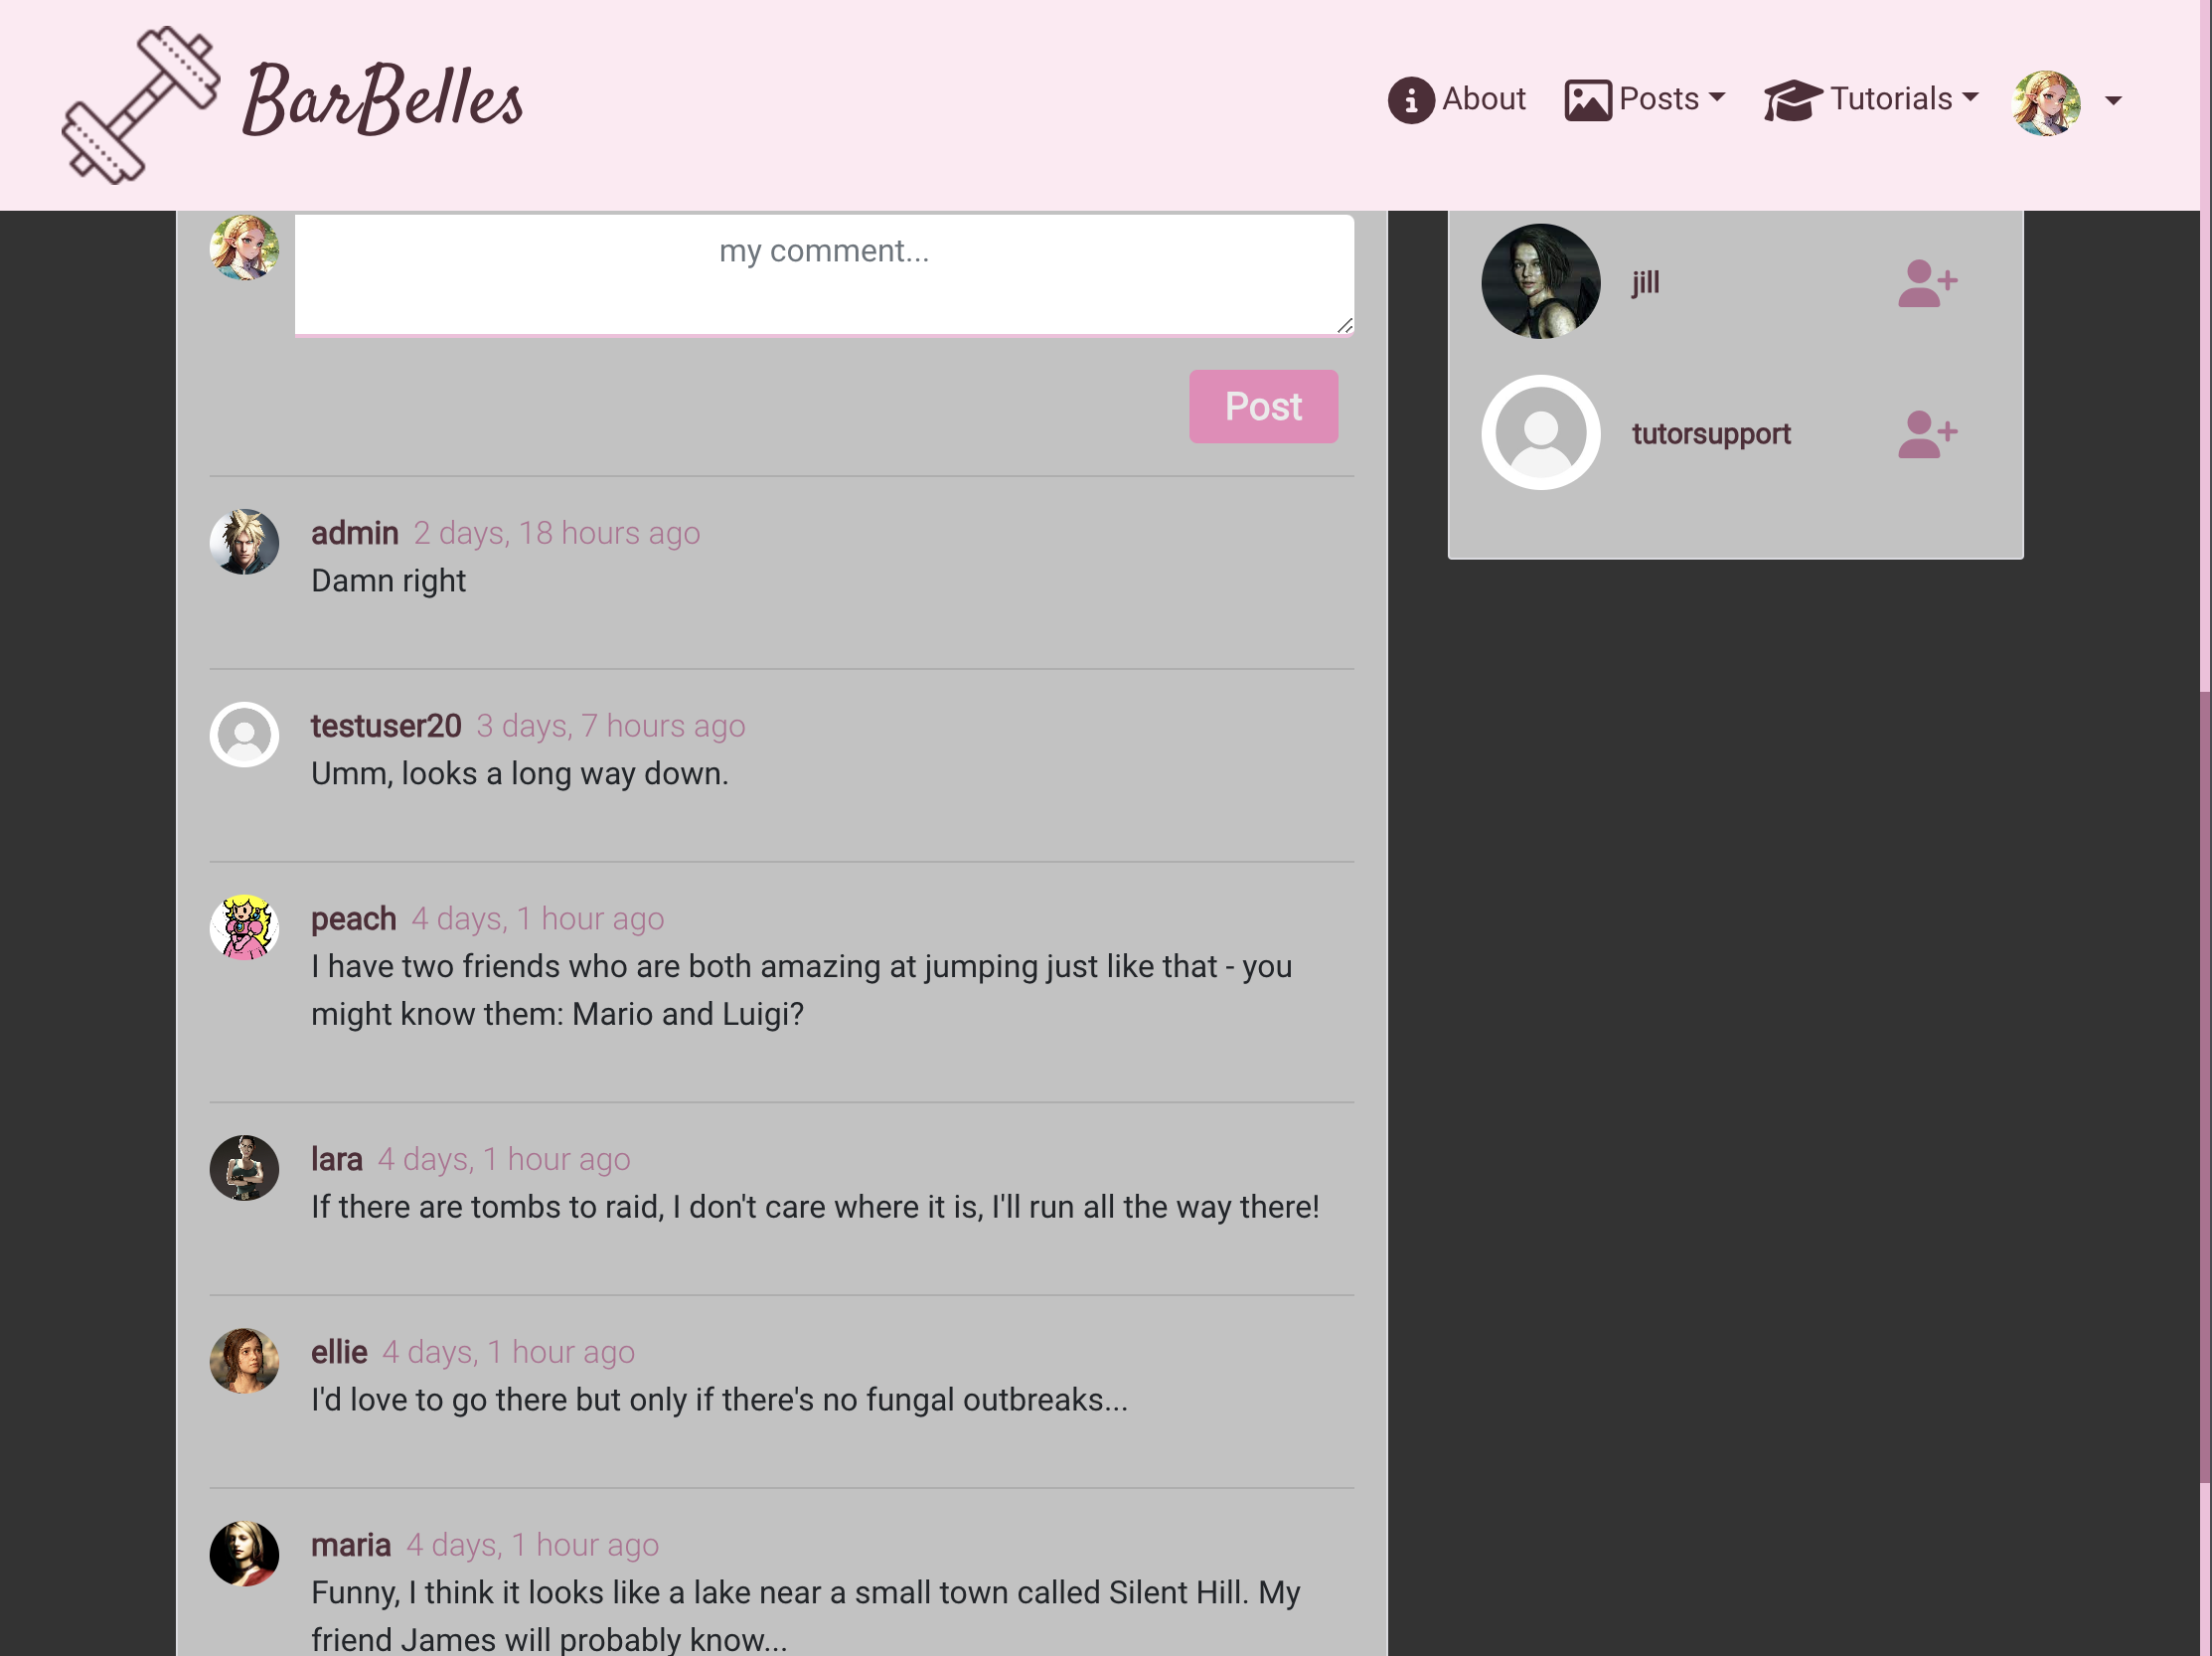 BarBelles
About
Posts
Tutorials
my comment...
Post
jill
tutorsupport
admin 2 days, 18 hours ago
Damn right
testuser20 3 days, 7 hours ago
Umm, looks a long way down.
peach 4 days, 1 hour ago
I have two friends who are both amazing at jumping just like that - you
might know them: Mario and Luigi?
lara 4 days, 1 hour ago
If there are tombs to raid, I don't care where it is, I'll run all the way there!
ellie 4 days, 1 hour ago
I'd love to go there but only if there's no fungal outbreaks...
maria 4 days, 1 hour ago
Funny, I think it looks like a lake near a small town called Silent Hill. My
friend James will probably know...